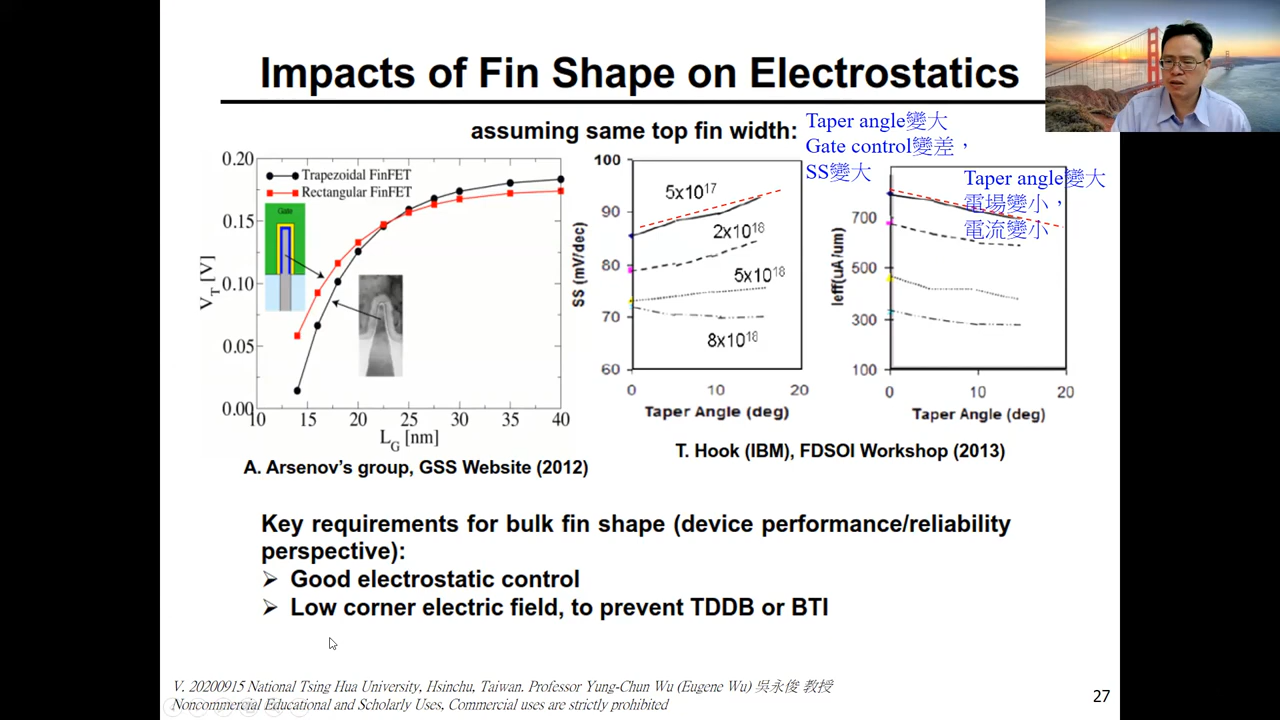 Impacts of Fin Shape on Electrostatics
assuming same top fin width:
Taper angle變大
Gate control變差，
SS變大
Taper angle變大
電場變小，
電流變小
0.20
0.15
0.10
0.05
0.00
V_T [V]
Trapezoidal FinFET
Rectangular FinFET
Gate
10 15 20 25 30 35 40
L_G [nm]
A. Arsenov's group, GSS Website (2012)
100
90
80
70
60
SS (mV/dec)
5x10^17
2x10^18
5x10^18
8x10^18
0 10 20
Taper Angle (deg)
700
500
300
100
Ieff(uA/um)
0 10 20
Taper Angle (deg)
T. Hook (IBM), FDSOI Workshop (2013)
Key requirements for bulk fin shape (device performance/reliability
perspective):
➢ Good electrostatic control
➢ Low corner electric field, to prevent TDDB or BTI
V. 20200915 National Tsing Hua University, Hsinchu, Taiwan. Professor Yung-Chun Wu (Eugene Wu) 吳永俊 教授
Noncommercial Educational and Scholarly Uses, Commercial uses are strictly prohibited
27